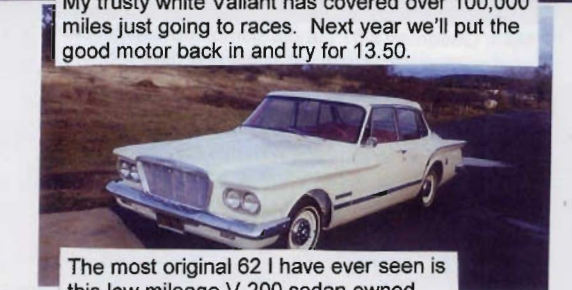 My trusty white Valiant has covered over 100,000
miles just going to races.  Next year we'll put the
good motor back in and try for 13.50.
The most original 62 I have ever seen is
this low mileage V-200 sedan owned